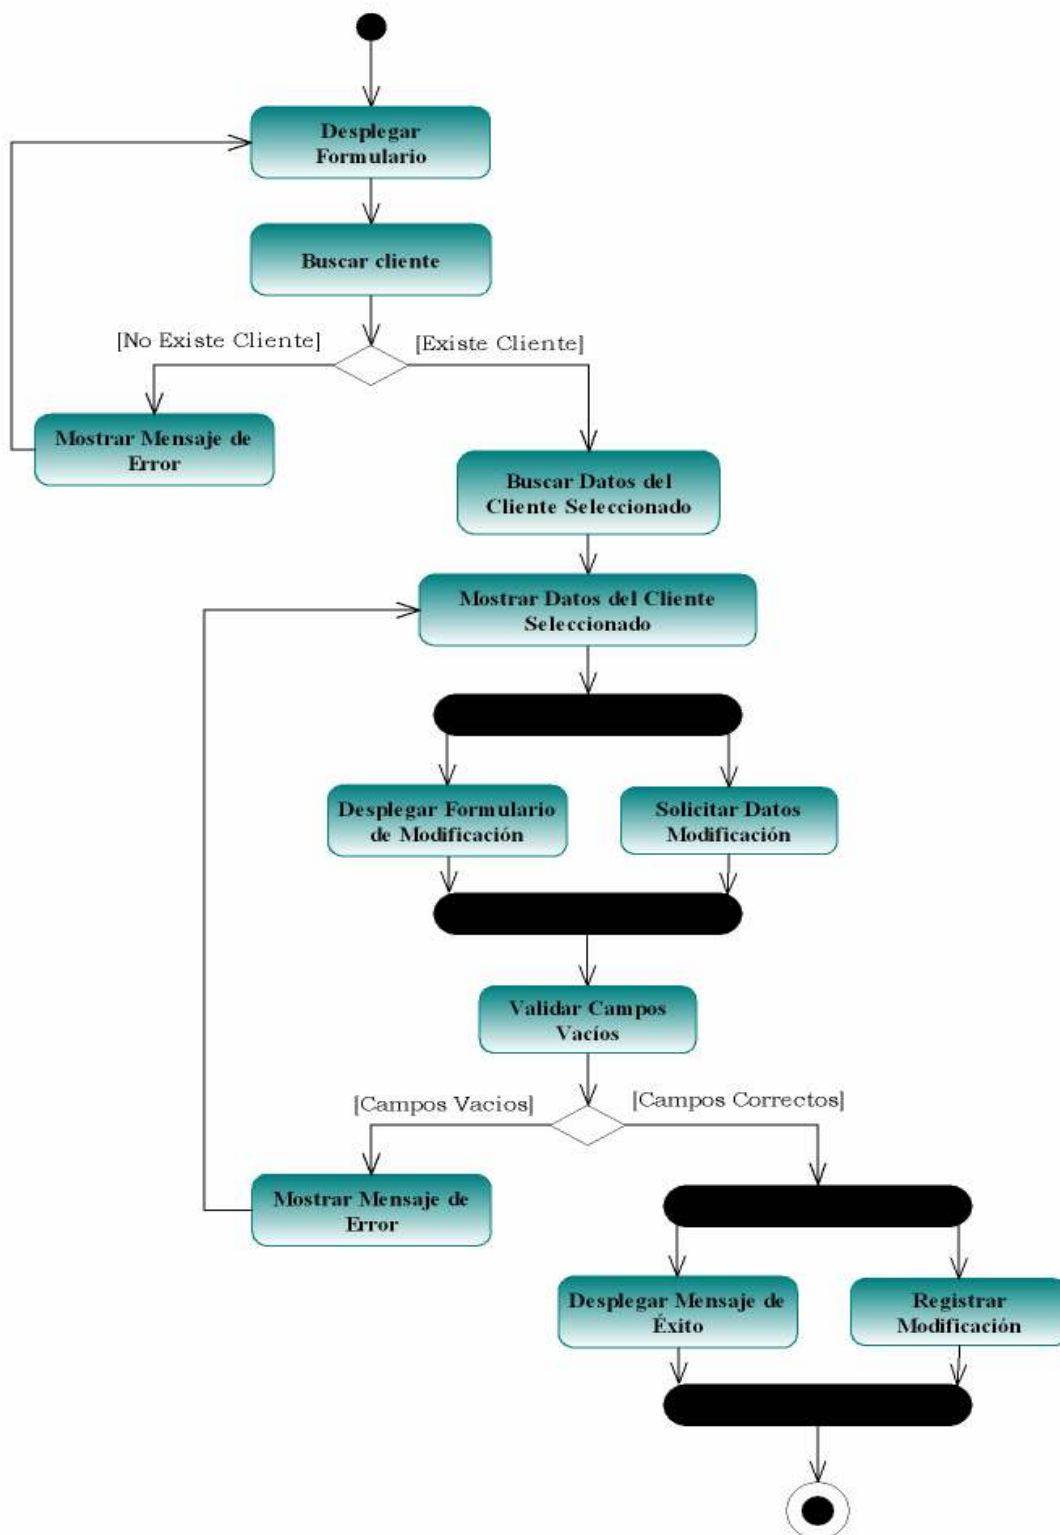 Desplegar
Formulario
Buscar cliente
[No Existe Cliente]
[Existe Cliente]
Mostrar Mensaje de
Error
Buscar Datos del
Cliente Seleccionado
Mostrar Datos del Cliente
Seleccionado
Desplegar Formulario
de Modificación
Solicitar Datos
Modificación
Validar Campos
Vacíos
[Campos Vacios]
[Campos Correctos]
Mostrar Mensaje de
Error
Desplegar Mensaje de
Éxito
Registrar
Modificación